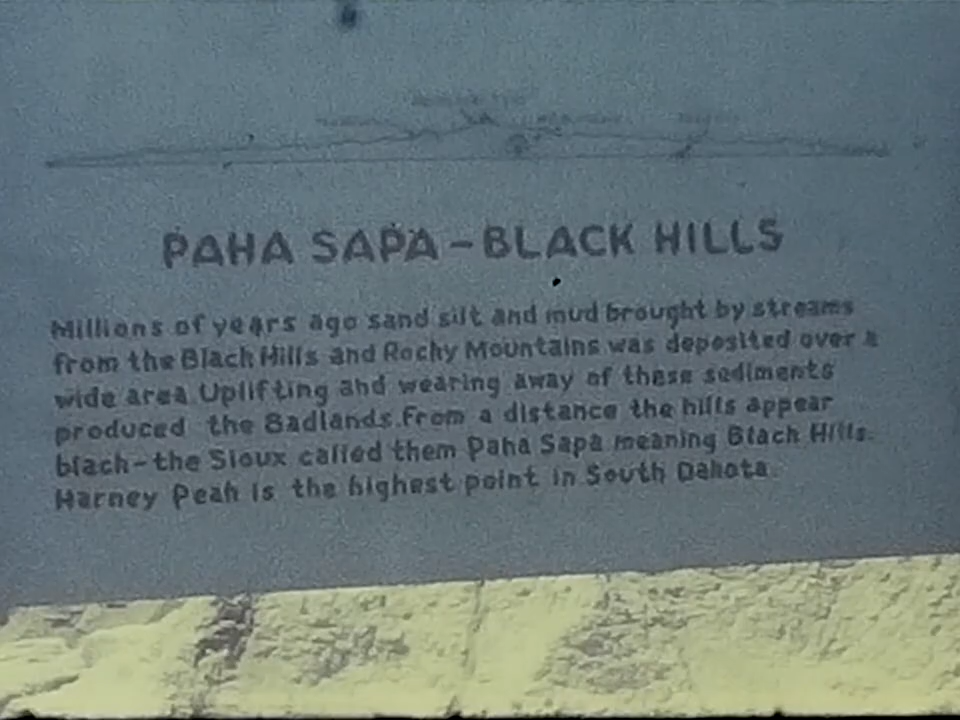 PAHA SAPA-BLACK HILLS
Millions of years ago sand silt and mud brought by streams
from the Black Hills and Rocky Mountains was deposited over a
wide area Uplifting and wearing away of these sediments
produced the Badlands. From a distance the hills appear
black-the Sioux called them Paha Sapa meaning Black Hills.
Harney Peak is the highest point in South Dakota.